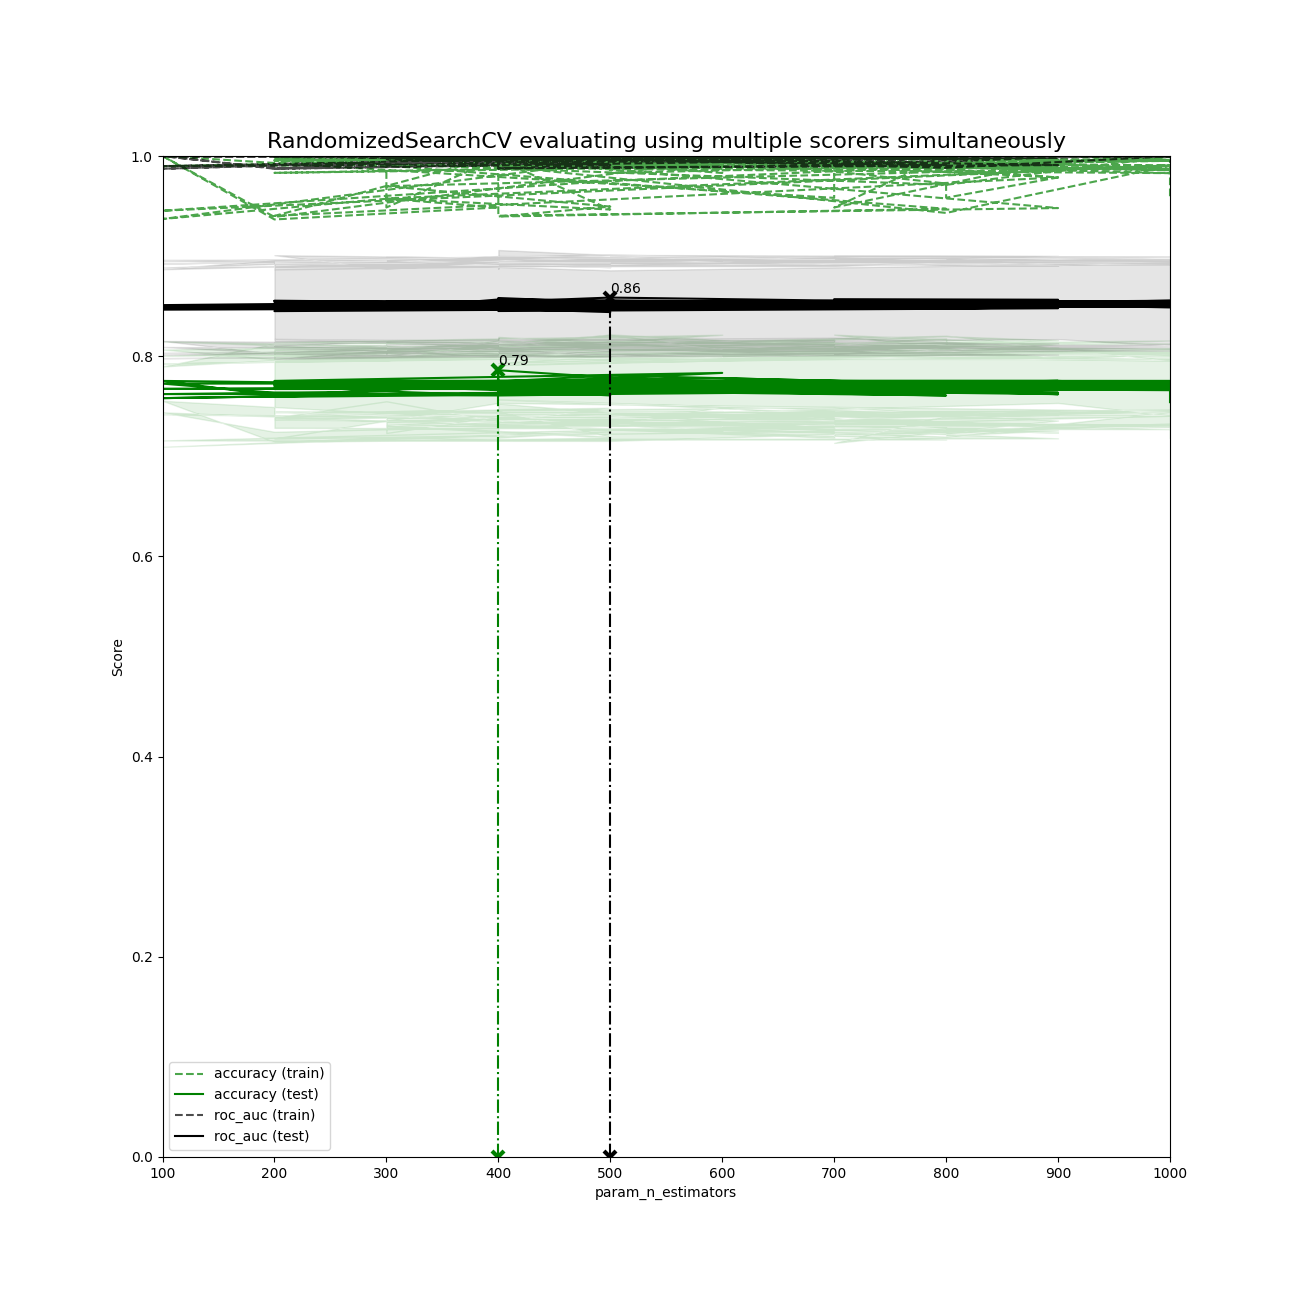 RandomizedSearchCV evaluating using multiple scorers simultaneously
1.0
0.8
0.6
0.4
0.2
0.0
Score
0.86
0.79
accuracy (train)
accuracy (test)
roc_auc (train)
roc_auc (test)
100 200 300 400 500 600 700 800 900 1000
param_n_estimators